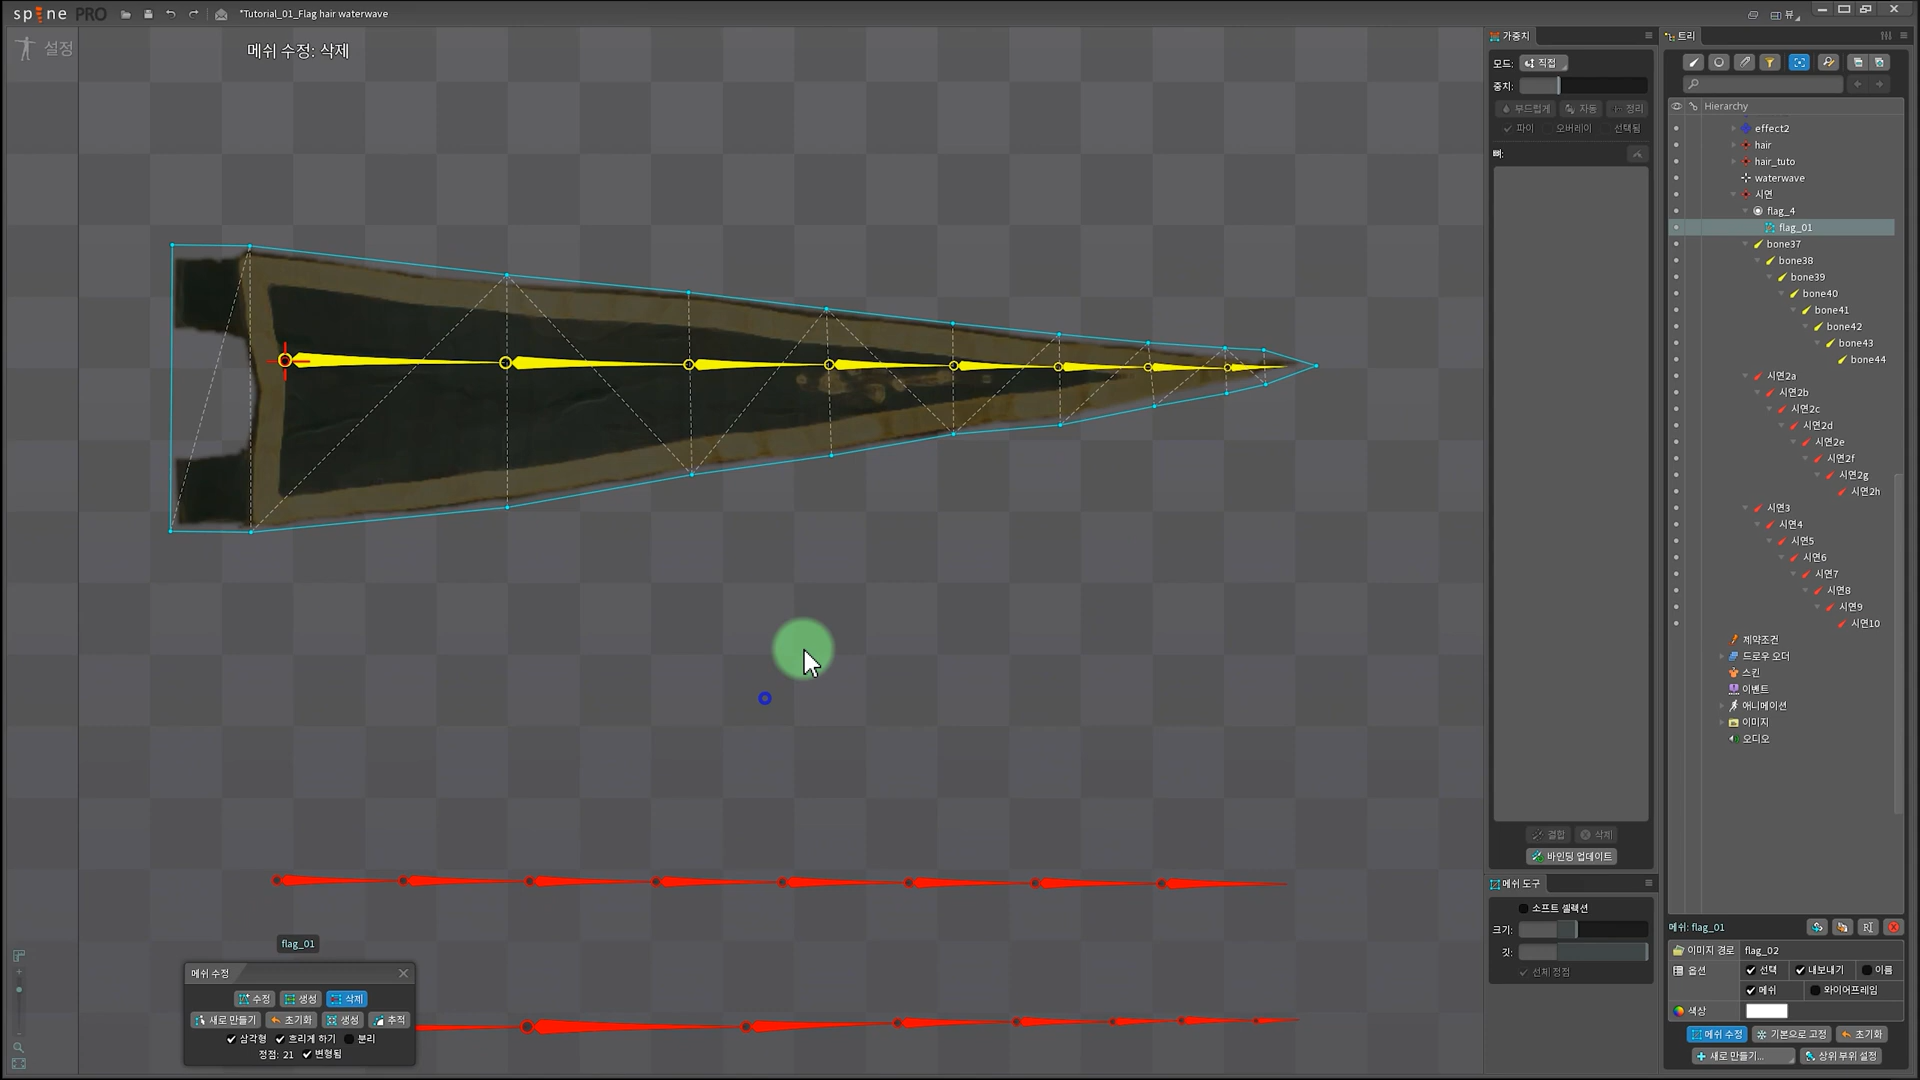 spine PRO
*Tutorial_01_Flag hair waterwave
뷰
설정
메쉬 수정: 삭제
가중치
모드: 직접
중치:
부드럽게 자동 정리
파이 오버레이 선택됨
뼈:
결합 삭제
바인딩 업데이트
메쉬 도구
소프트 셀렉션
크기:
깃:
선체 정점
트리
Hierarchy
effect2
hair
hair_tuto
waterwave
시연
flag_4
flag_01
bone37
bone38
bone39
bone40
bone41
bone42
bone43
bone44
시연2a
시연2b
시연2c
시연2d
시연2e
시연2f
시연2g
시연2h
시연3
시연4
시연5
시연6
시연7
시연8
시연9
시연10
제약조건
드로우 오더
스킨
이벤트
애니메이션
이미지
오디오
메쉬: flag_01
이미지 경로 flag_02
옵션 선택 내보내기 이름
메쉬 와이어프레임
색상
메쉬 수정 기본으로 고정 초기화
새로 만들기... 상위 부위 설정
flag_01
메쉬 수정
수정 생성 삭제
새로 만들기 초기화 생성 추적
삼각형 흐리게 하기 분리
정점: 21 변형됨